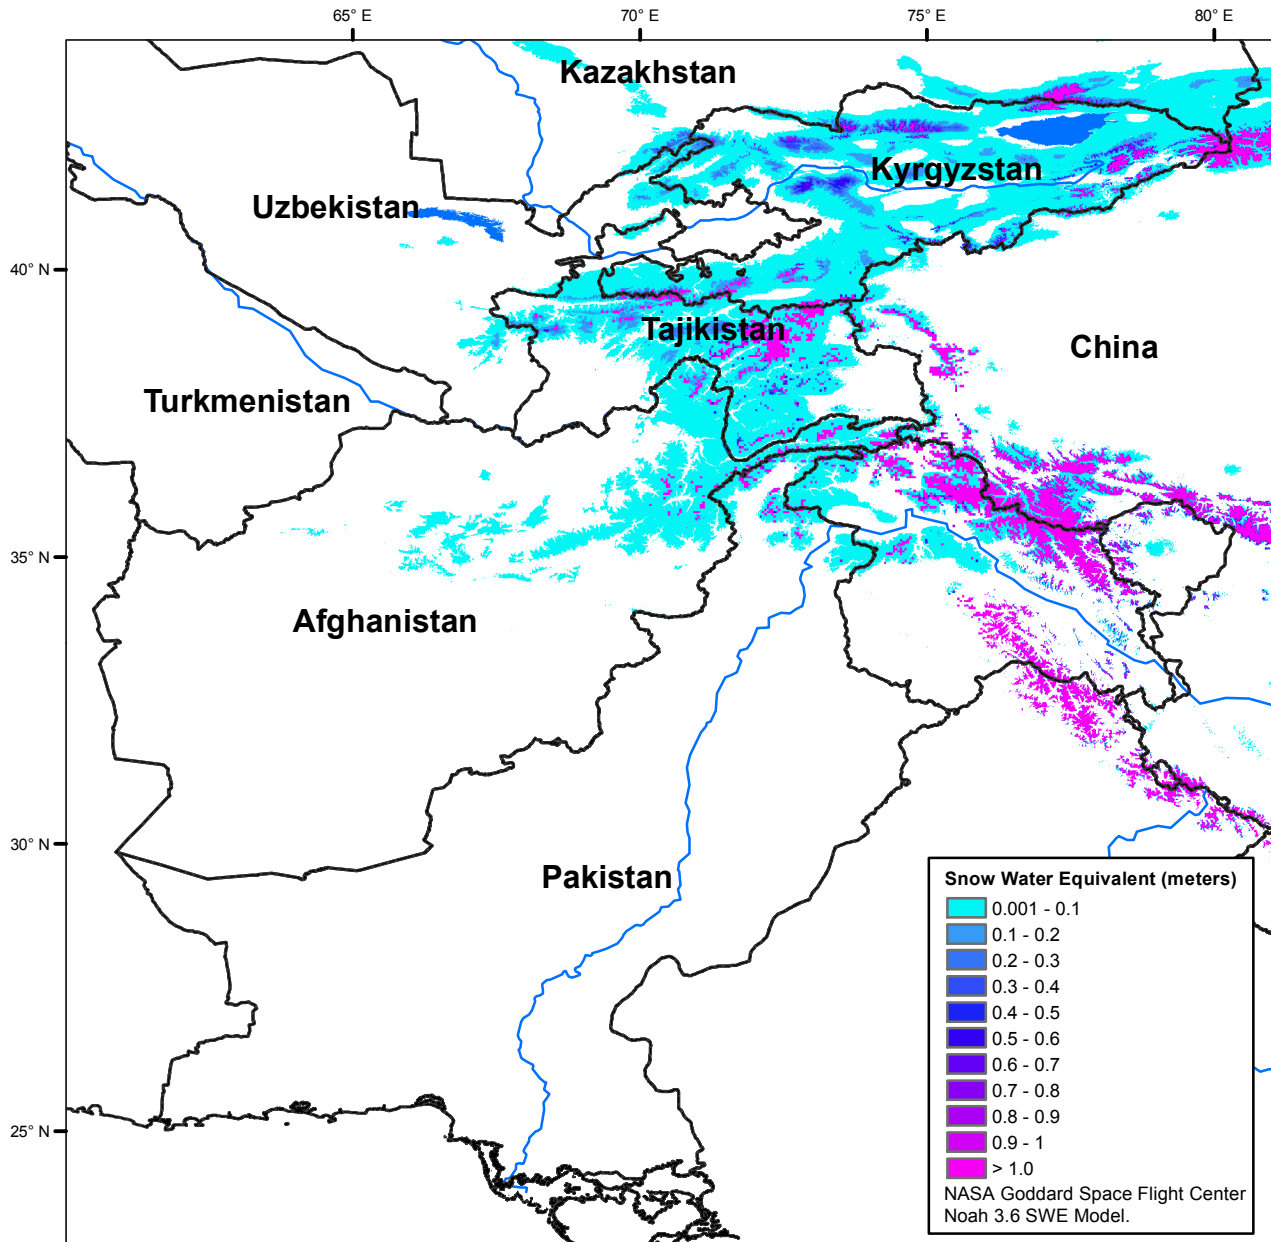 65° E
70° E
75° E
80° E
Kazakhstan
Kyrgyzstan
Uzbekistan
40° N
Tajikistan
China
Turkmenistan
35° N
Afghanistan
30° N
Pakistan
25° N
Snow Water Equivalent (meters)
0.001 - 0.1
0.1 - 0.2
0.2 - 0.3
0.3 - 0.4
0.4 - 0.5
0.5 - 0.6
0.6 - 0.7
0.7 - 0.8
0.8 - 0.9
0.9 - 1
> 1.0
NASA Goddard Space Flight Center
Noah 3.6 SWE Model.